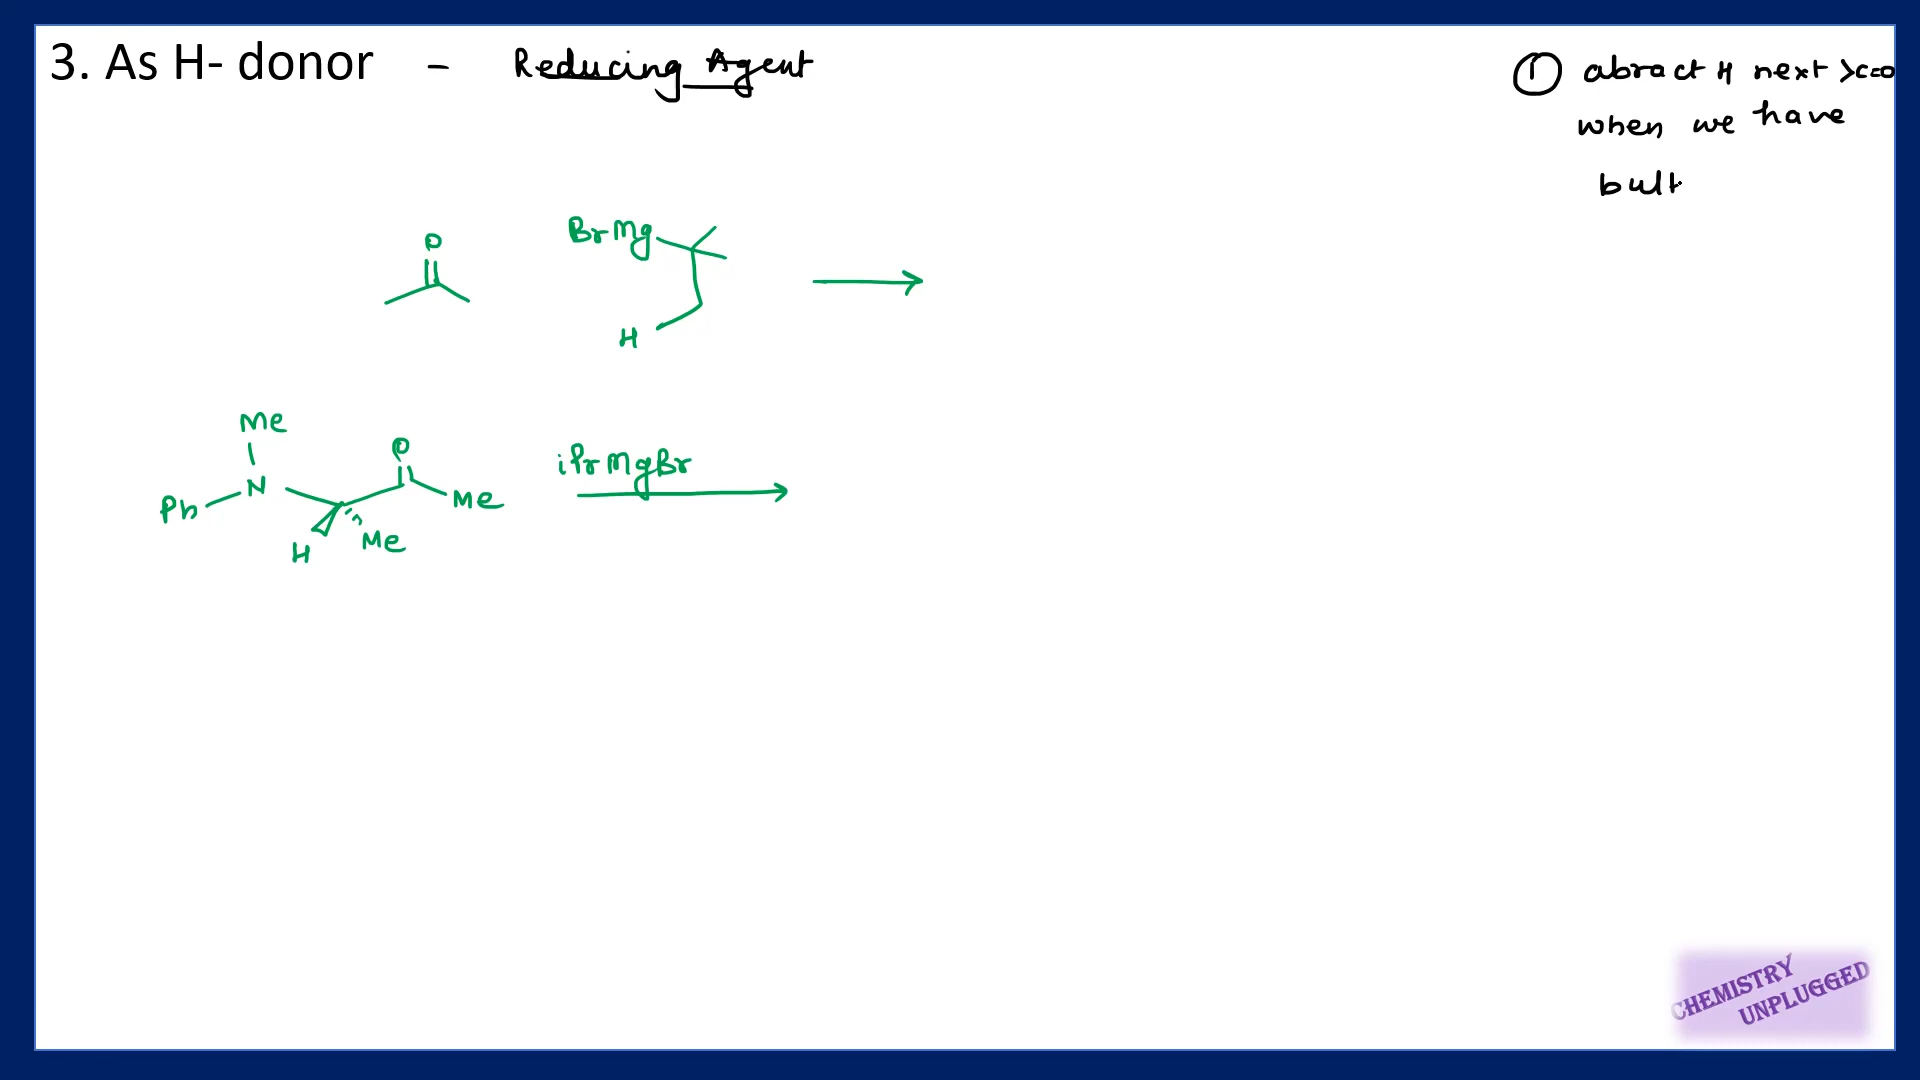 3. As H- donor - Reducing Agent
① abract H next >C=O
when we have
bult
O
BrMg
H
Me
O
N
Ph
Me
H
Me
iPrMgBr
CHEMISTRY
UNPLUGGED